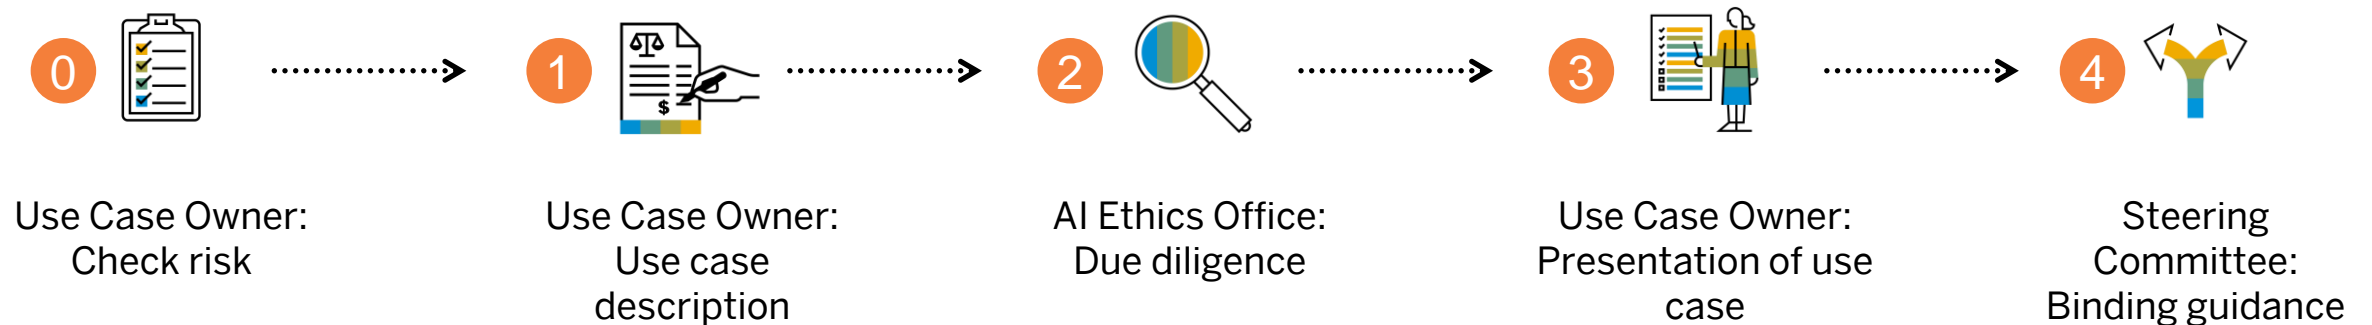 0
1
$
2
3
4
Use Case Owner:
Check risk
Use Case Owner:
Use case
description
AI Ethics Office:
Due diligence
Use Case Owner:
Presentation of use
case
Steering
Committee:
Binding guidance